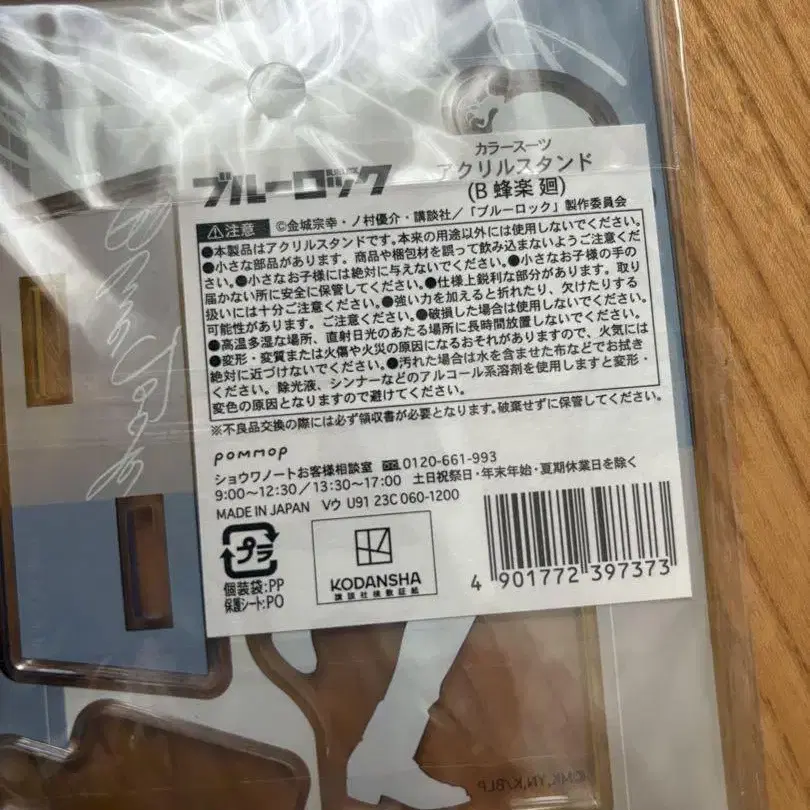 ブルーロック
カラースーツ
アクリルスタンド
(B 蜂楽 廻)
⚠注意 ©金城宗幸・ノ村優介・講談社/「ブルーロック」製作委員会
●本製品はアクリルスタンドです。本来の用途以外には使用しないでください。
●小さな部品があります。商品や梱包材を誤って飲み込まないようご注意くだ
さい。●小さなお子様には絶対に与えないでください。●小さなお子様の手の
届かない所に安全に保管してください。●仕様上鋭利な部分があります。取り
扱いには十分ご注意ください。●強い力を加えると折れたり、欠けたりする
可能性があります。ご注意ください。●破損した場合は使用しないでください。
●高温多湿な場所、直射日光のあたる場所に長時間放置しないでください。
●変形・変質または火傷や火災の原因になるおそれがありますので、火気には
絶対に近づけないでください。●汚れた場合は水を含ませた布などでお拭き
ください。除光液、シンナーなどのアルコール系溶剤を使用しますと変形・
変色の原因となりますので避けてください。
※不良品交換の際には必ず領収書が必要となります。破棄せずに保管してください。
pommop
ショウワノートお客様相談室 0120-661-993
9:00~12:30/13:30~17:00 土日祝祭日・年末年始・夏期休業日を除く
MADE IN JAPAN Vウ U91 23C 060-1200
プラ
個装袋:PP
保護シート:PO
KODANSHA
講談社検数証紙
4 901772 397373
©MK,YN,K/BLP